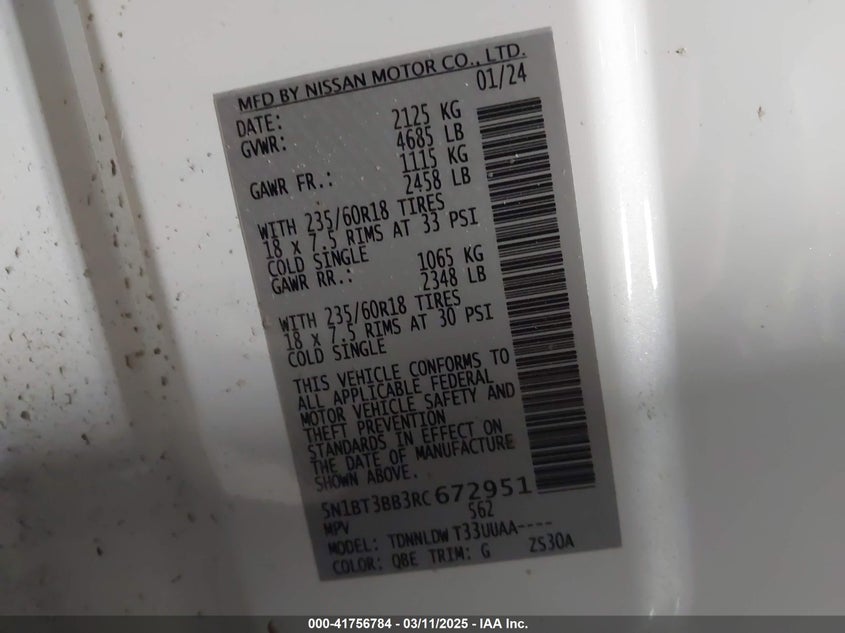 MFD BY NISSAN MOTOR CO., LTD.
DATE: 01/24
GVWR: 2125 KG
4685 LB
GAWR FR.: 1115 KG
2458 LB
WITH 235/60R18 TIRES
18 X 7.5 RIMS AT 33 PSI
COLD SINGLE
GAWR RR.: 1065 KG
2348 LB
WITH 235/60R18 TIRES
18 X 7.5 RIMS AT 30 PSI
COLD SINGLE
THIS VEHICLE CONFORMS TO
ALL APPLICABLE FEDERAL
MOTOR VEHICLE SAFETY AND
THEFT PREVENTION
STANDARDS IN EFFECT ON
THE DATE OF MANUFACTURE
SHOWN ABOVE.
5N1BT3BB3RC672951
MPV 562
MODEL: TDNNLDW T33UUAA----
COLOR: QBE TRIM: G ZS30A
000-41756784 - 03/11/2025 - IAA Inc.